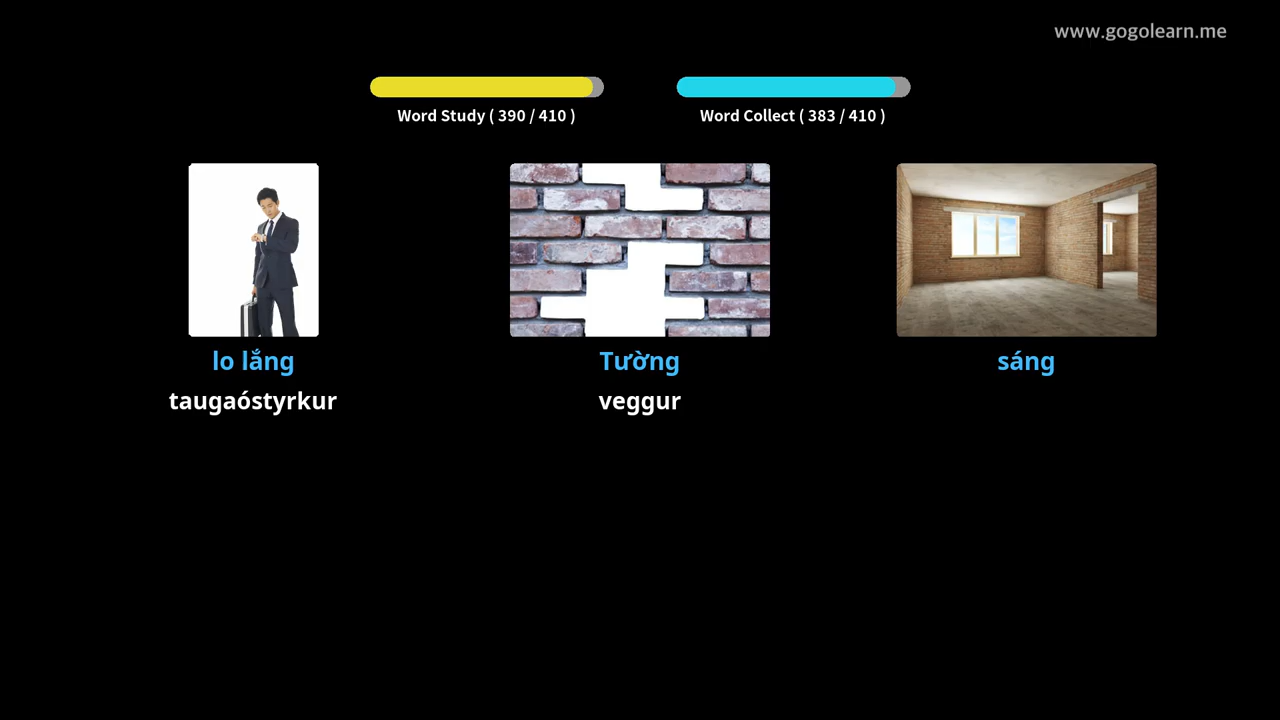 www.gogolearn.me
Word Study ( 390 / 410 )
Word Collect ( 383 / 410 )
lo lắng
Tường
sáng
taugaóstyrkur
veggur